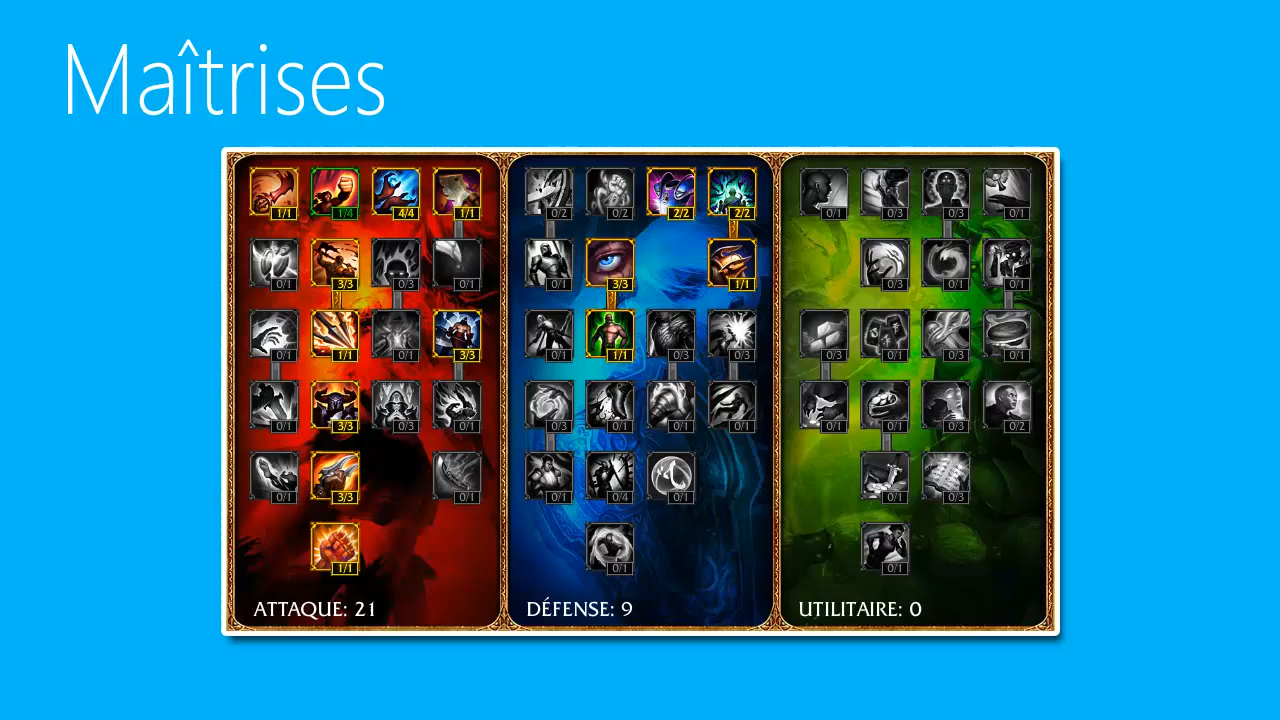 Maîtrises
1/1 1/4 4/4 1/1 0/2 0/2 2/2 2/2 0/1 0/3 0/3 0/1
0/1 3/3 0/3 0/1 0/1 3/3 1/1 0/3 0/1 0/1
0/1 1/1 0/1 3/3 0/1 1/1 0/3 0/3 0/3 0/1 0/3 0/1
0/1 3/3 0/3 0/1 0/3 0/1 0/1 0/1 0/1 0/1 0/3 0/2
0/1 3/3 0/1 0/1 0/4 0/1 0/1 0/3
1/1 0/1 0/1
ATTAQUE: 21 DÉFENSE: 9 UTILITAIRE: 0